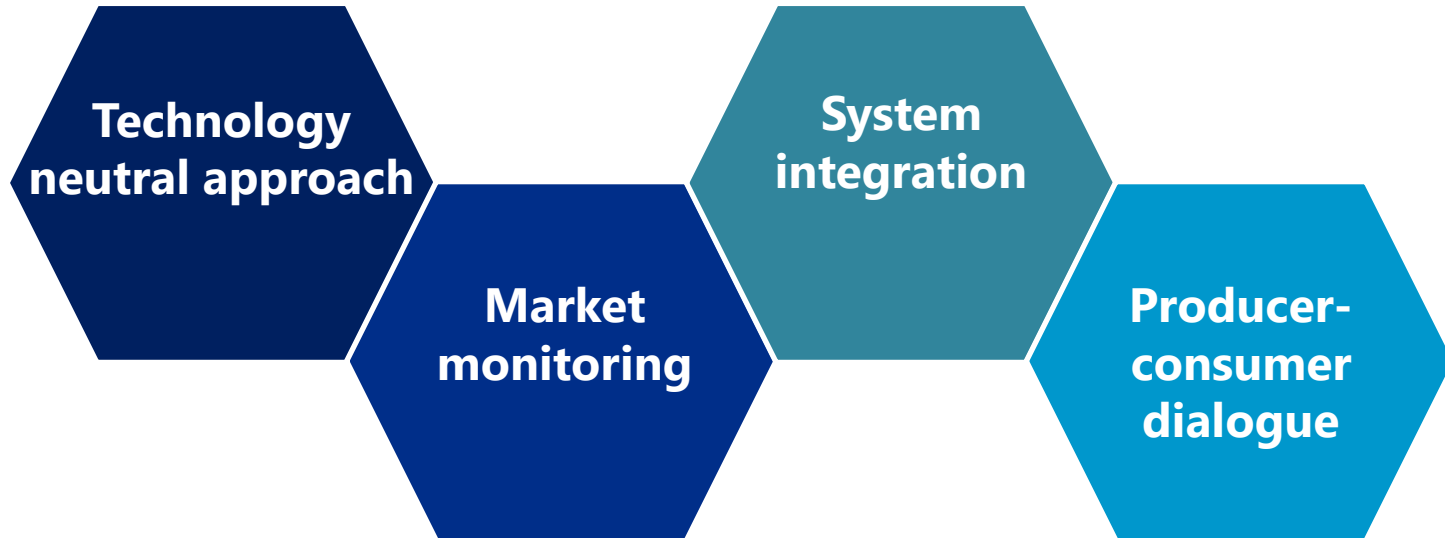 Technology
neutral approach
Market
monitoring
System
integration
Producer-
consumer
dialogue